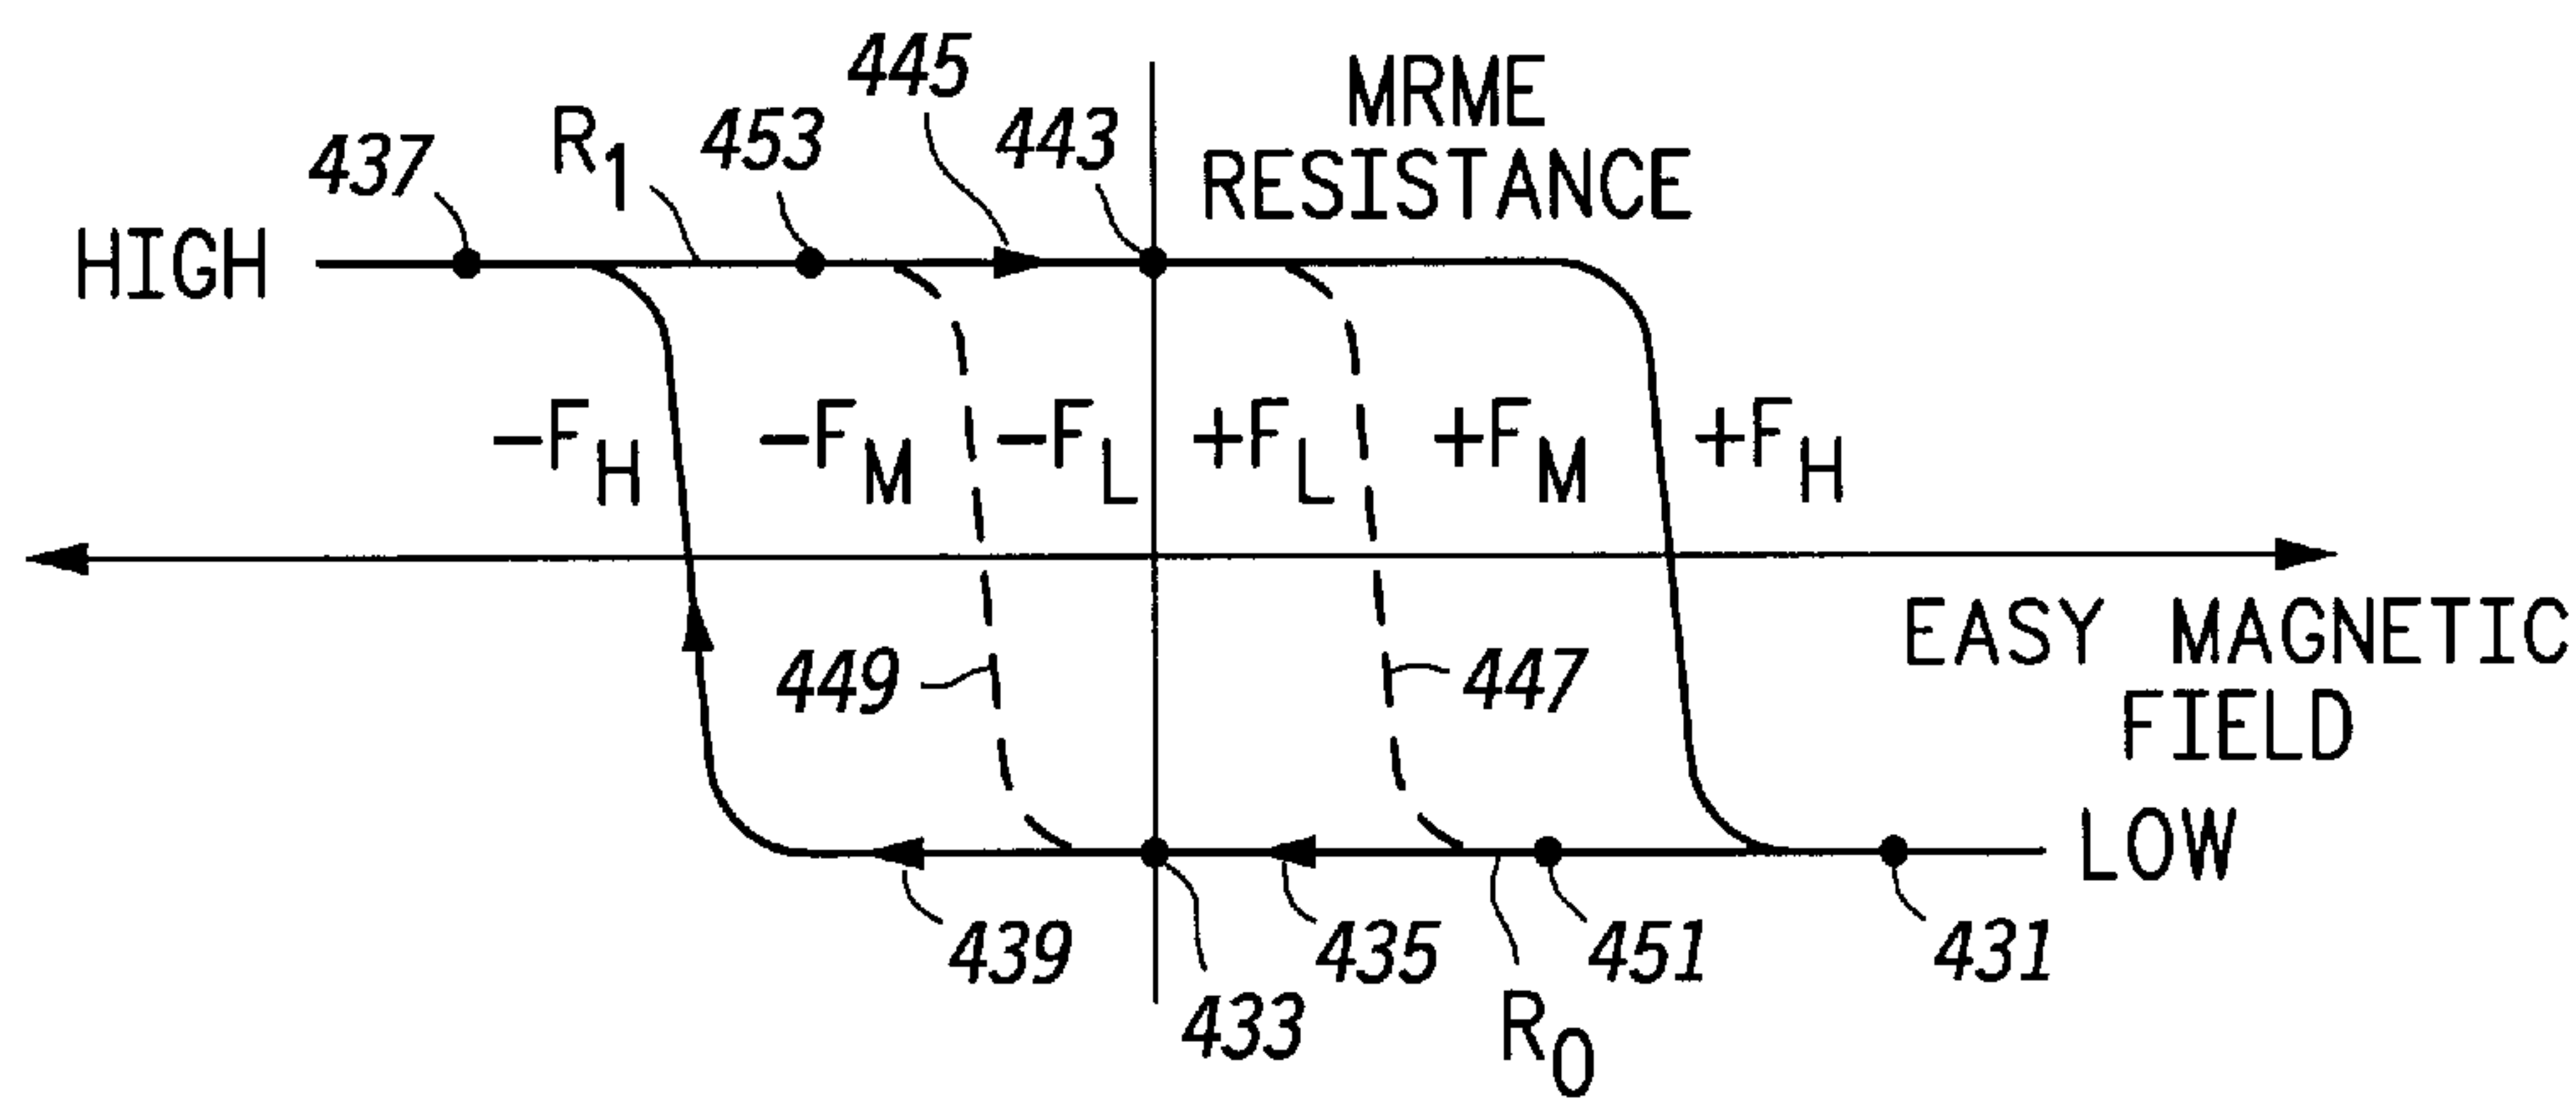 445
MRME
RESISTANCE
437
R1
453
443
HIGH
–FH
–FM
–FL
+FL
+FM
+FH
EASY MAGNETIC
FIELD
449
447
LOW
439
435
451
431
433
R0